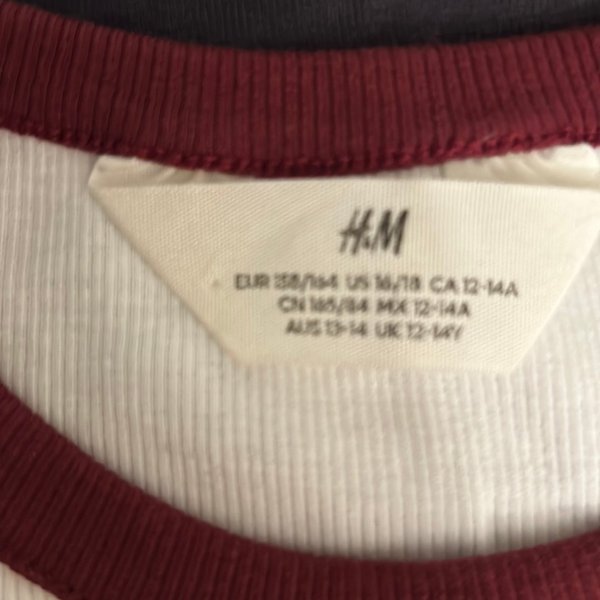 H&M
EUR 158/164 US 16/18 CA 12-14A
CN 165/84 MX 12-14A
AUS 13-14 UK 12-14Y